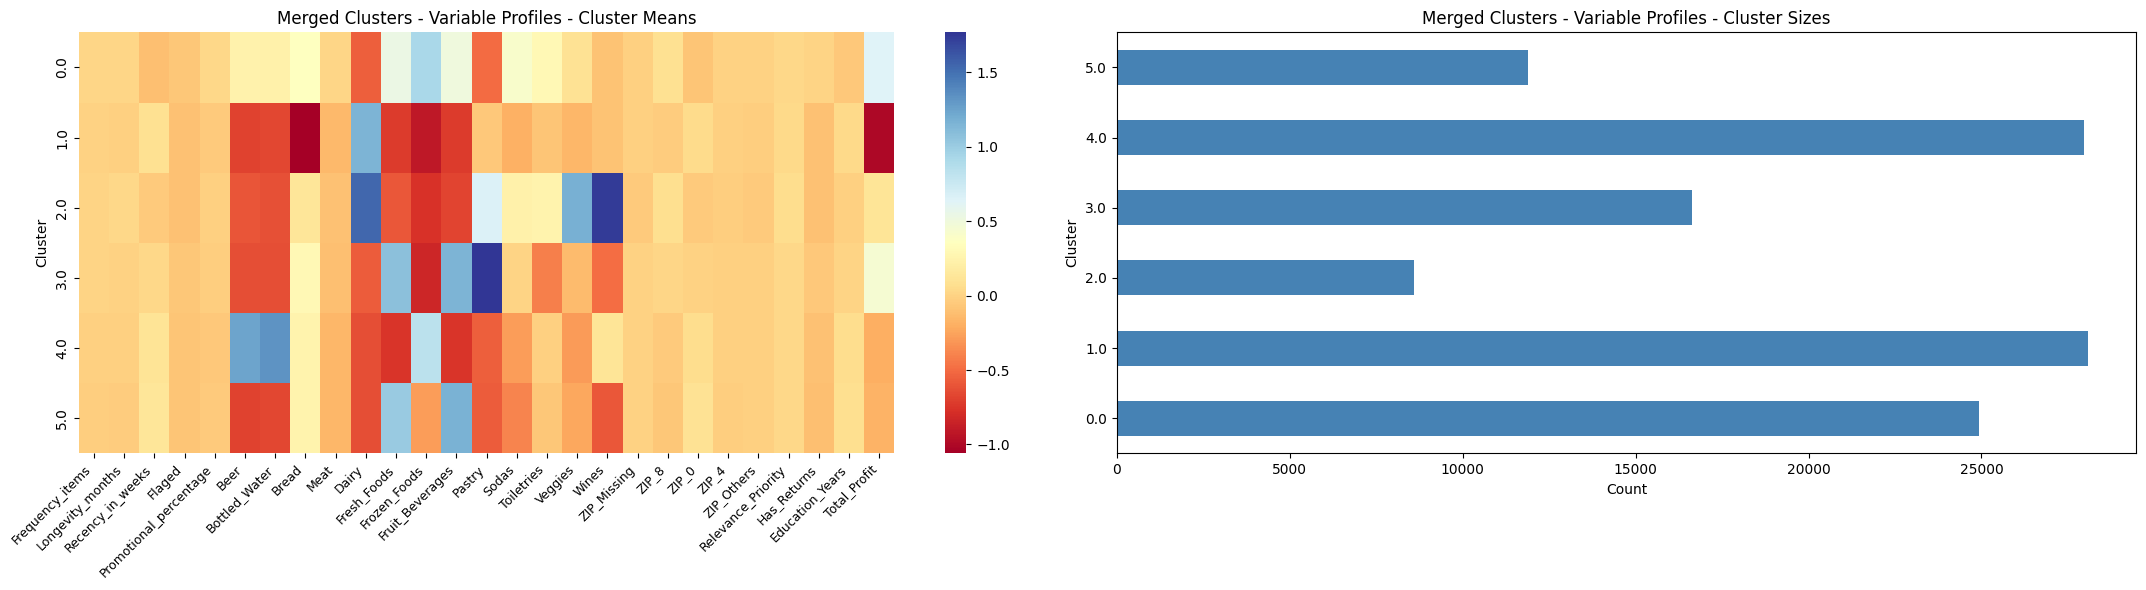 Merged Clusters - Variable Profiles - Cluster Means
Cluster
0.0
1.0
2.0
3.0
4.0
5.0
Frequency_items
Longevity_months
Recency_in_weeks
Flaged
Promotional_percentage
Beer
Bottled_Water
Bread
Meat
Dairy
Fresh_Foods
Frozen_Foods
Fruit_Beverages
Pastry
Sodas
Toiletries
Veggies
Wines
ZIP_Missing
ZIP_8
ZIP_0
ZIP_4
ZIP_Others
Relevance_Priority
Has_Returns
Education_Years
Total_Profit
1.5
1.0
0.5
0.0
−0.5
−1.0
Merged Clusters - Variable Profiles - Cluster Sizes
Cluster
5.0
4.0
3.0
2.0
1.0
0.0
0 5000 10000 15000 20000 25000
Count